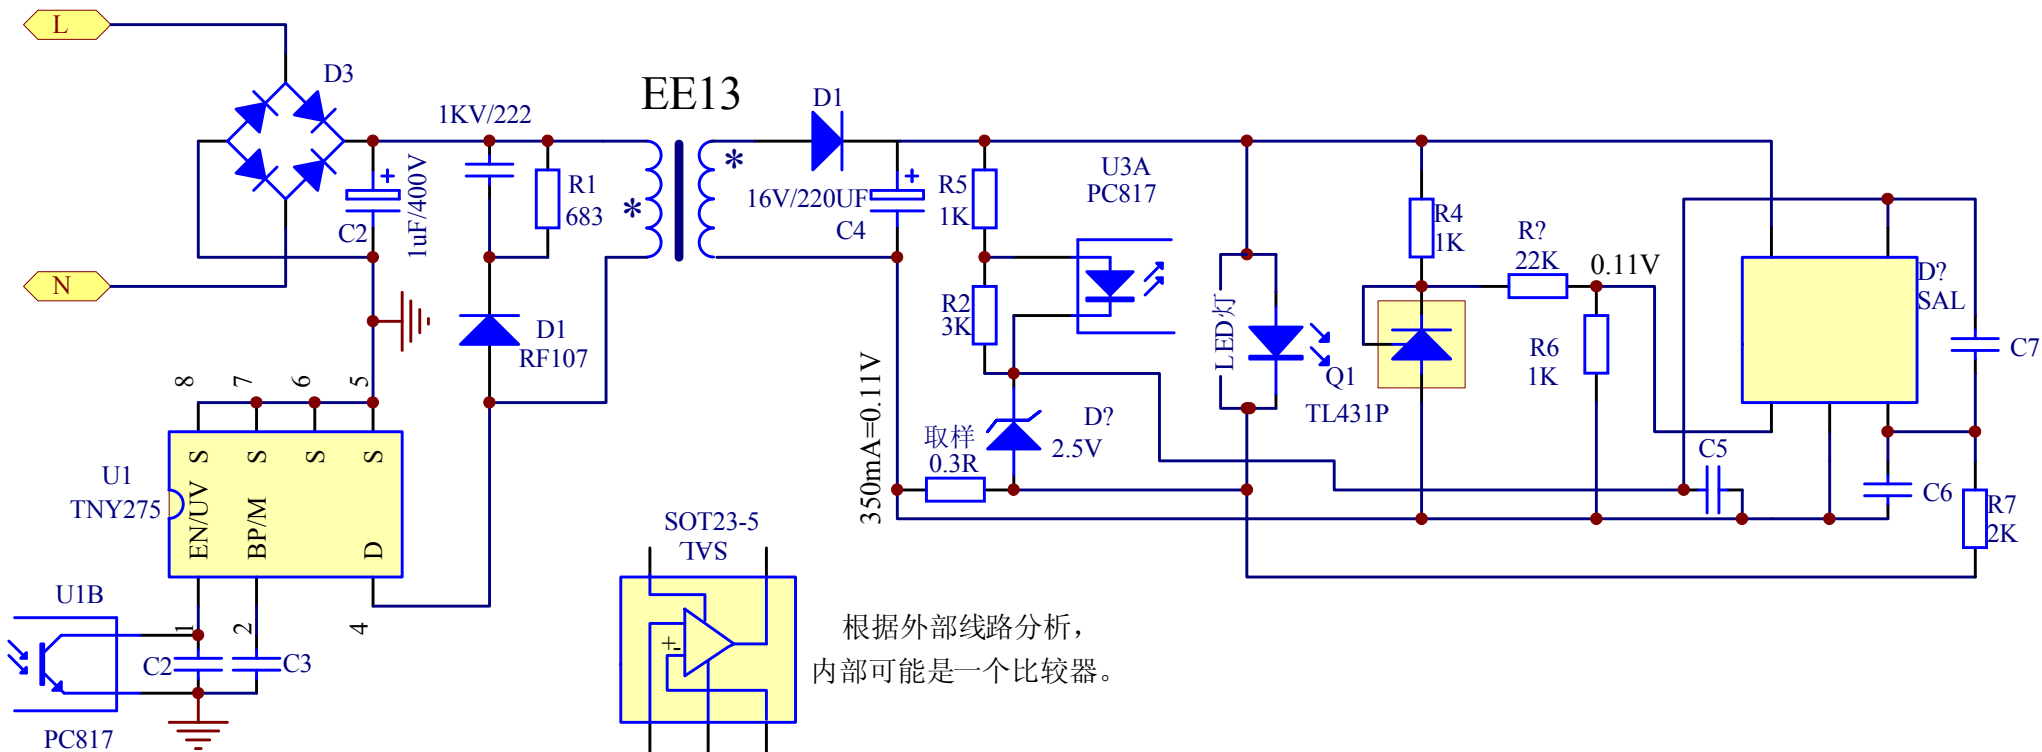 L
D3
EE13
D1
1KV/222
U3A
PC817
1uF/400V
C2
R1
683
*
*
16V/220UF
C4
R5
1K
R4
1K
R?
22K
0.11V
D?
SAL
N
D1
RF107
R2
3K
LED灯
Q1
TL431P
R6
1K
C7
8
7
6
5
350mA=0.11V
取样
0.3R
D?
2.5V
C5
C6
R7
2K
U1
TNY275
S
S
S
S
EN/UV
BP/M
D
SOT23-5
SAL
U1B
1
2
4
C2
C3
PC817
+
-
根据外部线路分析，
内部可能是一个比较器。